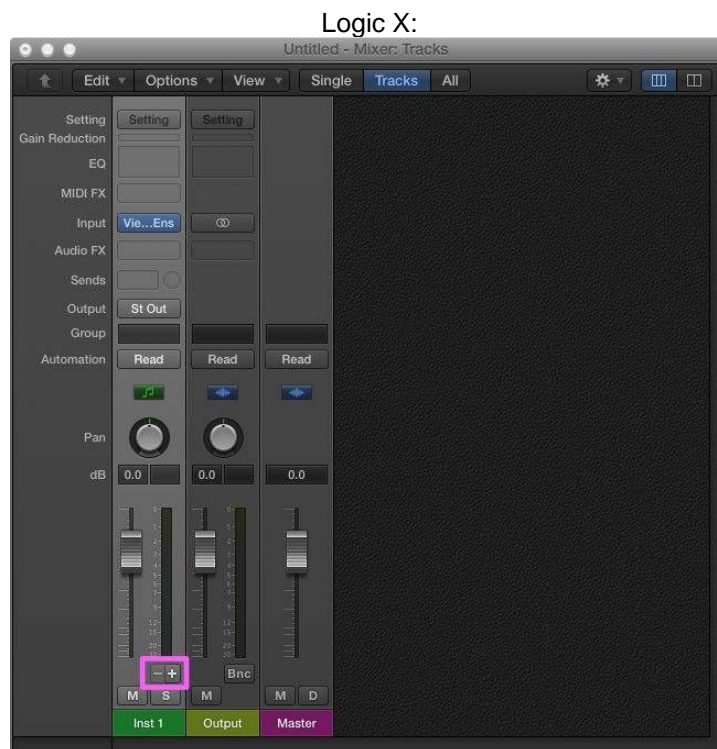 Logic X:
Untitled - Mixer: Tracks
Edit Options View Single Tracks All
Setting Setting Setting
Gain Reduction
EQ
MIDI FX
Input Vie...Ens
Audio FX
Sends
Output St Out
Group
Automation Read Read Read
Pan
dB 0.0 0.0 0.0
- +
Bnc
M S M M D
Inst 1 Output Master